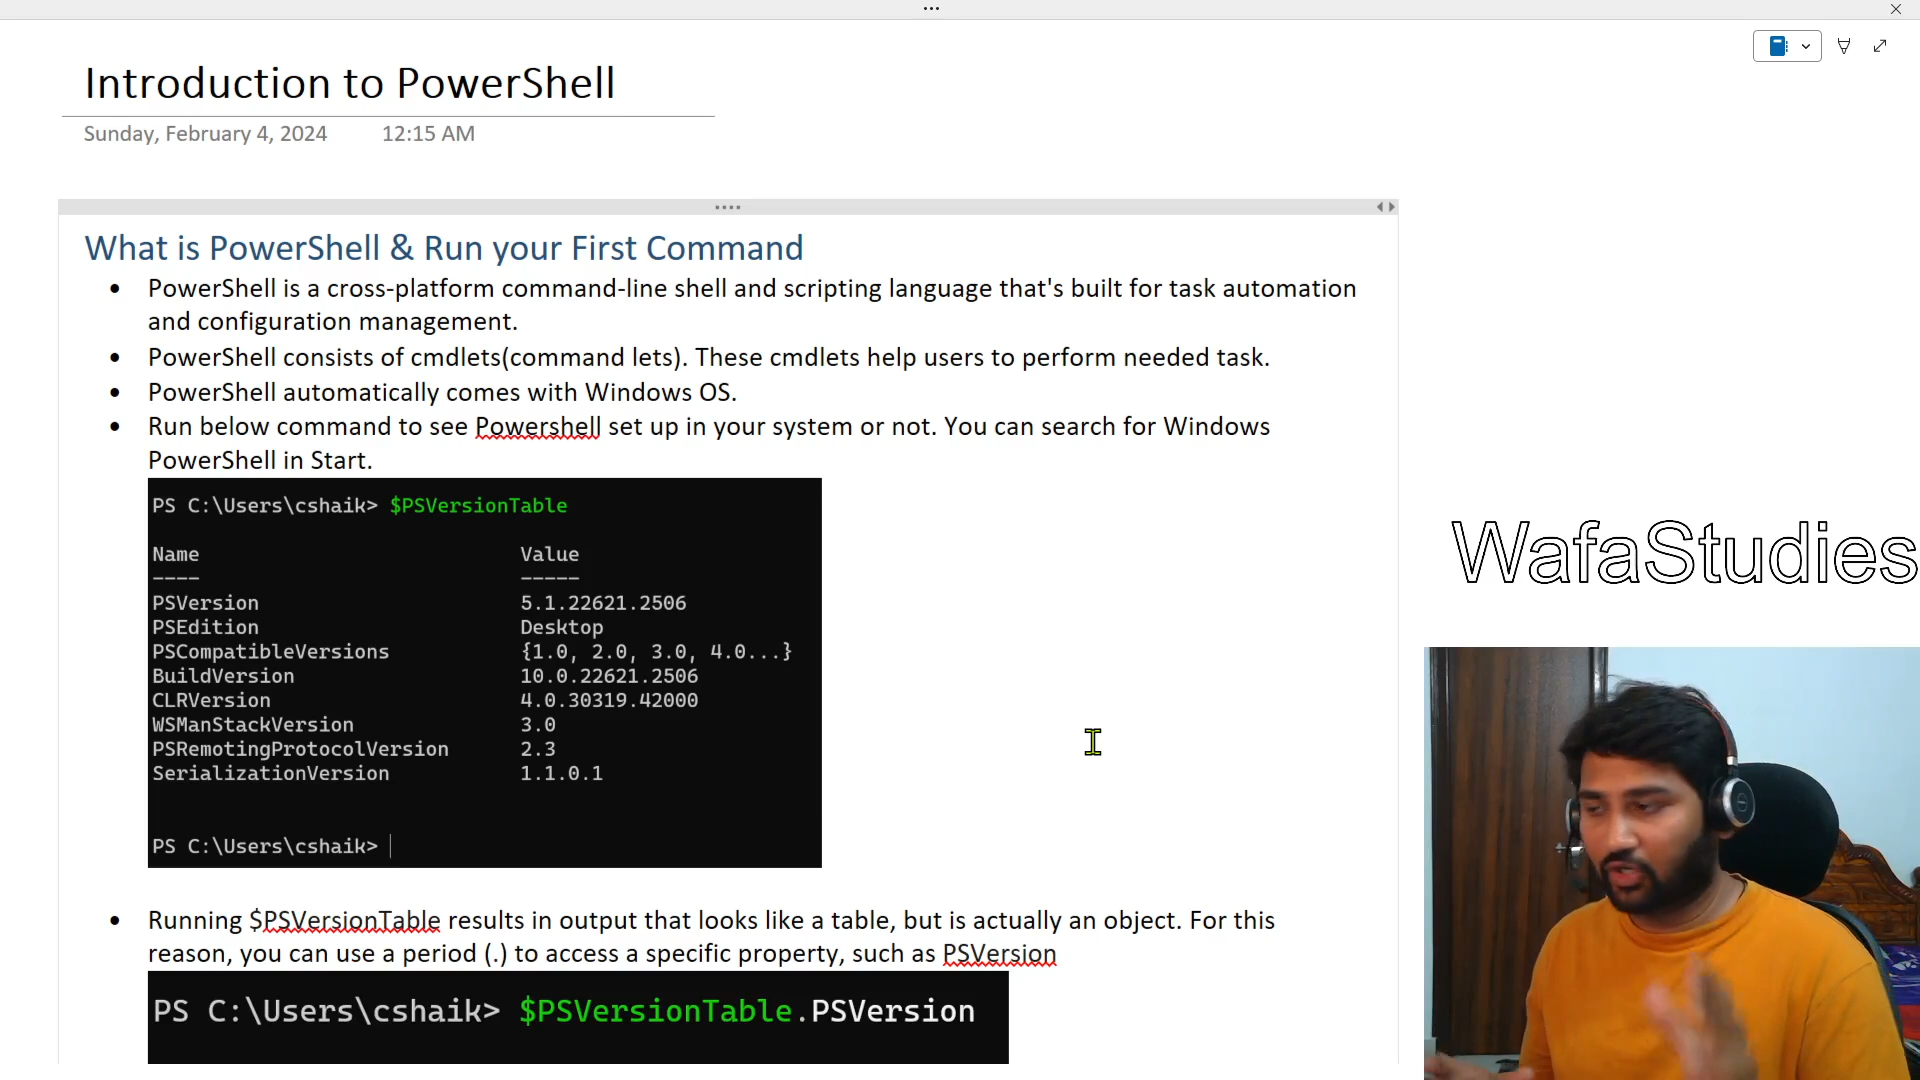 Introduction to PowerShell
Sunday, February 4, 2024 12:15 AM
What is PowerShell & Run your First Command
• PowerShell is a cross-platform command-line shell and scripting language that's built for task automation
and configuration management.
• PowerShell consists of cmdlets(command lets). These cmdlets help users to perform needed task.
• PowerShell automatically comes with Windows OS.
• Run below command to see Powershell set up in your system or not. You can search for Windows
PowerShell in Start.
PS C:\Users\cshaik> $PSVersionTable
Name Value
---- -----
PSVersion 5.1.22621.2506
PSEdition Desktop
PSCompatibleVersions {1.0, 2.0, 3.0, 4.0...}
BuildVersion 10.0.22621.2506
CLRVersion 4.0.30319.42000
WSManStackVersion 3.0
PSRemotingProtocolVersion 2.3
SerializationVersion 1.1.0.1
PS C:\Users\cshaik>
• Running $PSVersionTable results in output that looks like a table, but is actually an object. For this
reason, you can use a period (.) to access a specific property, such as PSVersion
PS C:\Users\cshaik> $PSVersionTable.PSVersion
WafaStudies